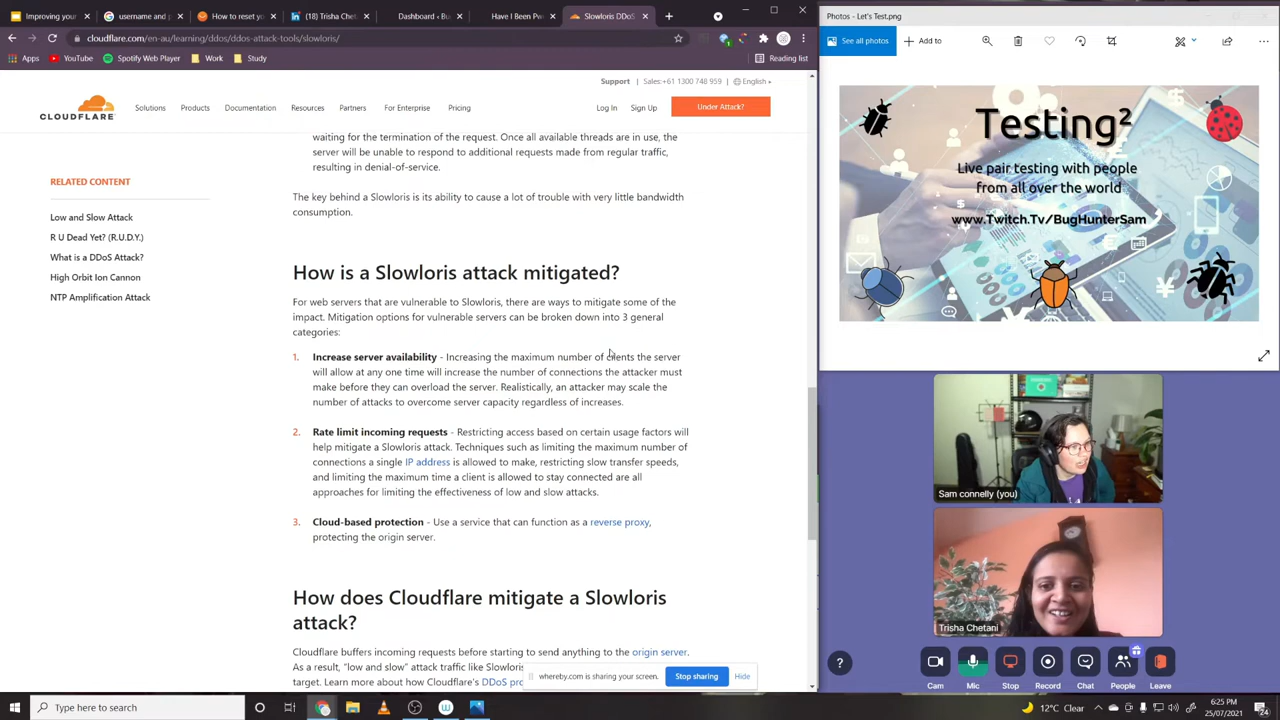 Improving your
username and p
How to reset yo
(18) Trisha Chet
Dashboard ‹ Bu
Have I Been Pw
Slowloris DDoS
cloudflare.com/en-au/learning/ddos/ddos-attack-tools/slowloris/
Apps
YouTube
Spotify Web Player
Work
Study
Reading list
Support
Sales: +61 1300 748 959
English
CLOUDFLARE
Solutions
Products
Documentation
Resources
Partners
For Enterprise
Pricing
Log In
Sign Up
Under Attack?
RELATED CONTENT
Low and Slow Attack
R U Dead Yet? (R.U.D.Y.)
What is a DDoS Attack?
High Orbit Ion Cannon
NTP Amplification Attack
waiting for the termination of the request. Once all available threads are in use, the
server will be unable to respond to additional requests made from regular traffic,
resulting in denial-of-service.
The key behind a Slowloris is its ability to cause a lot of trouble with very little bandwidth
consumption.
How is a Slowloris attack mitigated?
For web servers that are vulnerable to Slowloris, there are ways to mitigate some of the
impact. Mitigation options for vulnerable servers can be broken down into 3 general
categories:
1. Increase server availability - Increasing the maximum number of clients the server
will allow at any one time will increase the number of connections the attacker must
make before they can overload the server. Realistically, an attacker may scale the
number of attacks to overcome server capacity regardless of increases.
2. Rate limit incoming requests - Restricting access based on certain usage factors will
help mitigate a Slowloris attack. Techniques such as limiting the maximum number of
connections a single IP address is allowed to make, restricting slow transfer speeds,
and limiting the maximum time a client is allowed to stay connected are all
approaches for limiting the effectiveness of low and slow attacks.
3. Cloud-based protection - Use a service that can function as a reverse proxy,
protecting the origin server.
How does Cloudflare mitigate a Slowloris
attack?
Cloudflare buffers incoming requests before starting to send anything to the origin server.
As a result, "low and slow" attack traffic like Slowloris
target. Learn more about how Cloudflare's DDoS pro
whereby.com is sharing your screen.
Stop sharing
Hide
Photos - Let's Test.png
See all photos
Add to
Testing²
Live pair testing with people
from all over the world
www.Twitch.Tv/BugHunterSam
Sam connelly (you)
Trisha Chetani
?
Cam
Mic
Stop
Record
Chat
People
Leave
Type here to search
12°C Clear
6:25 PM
25/07/2021
24